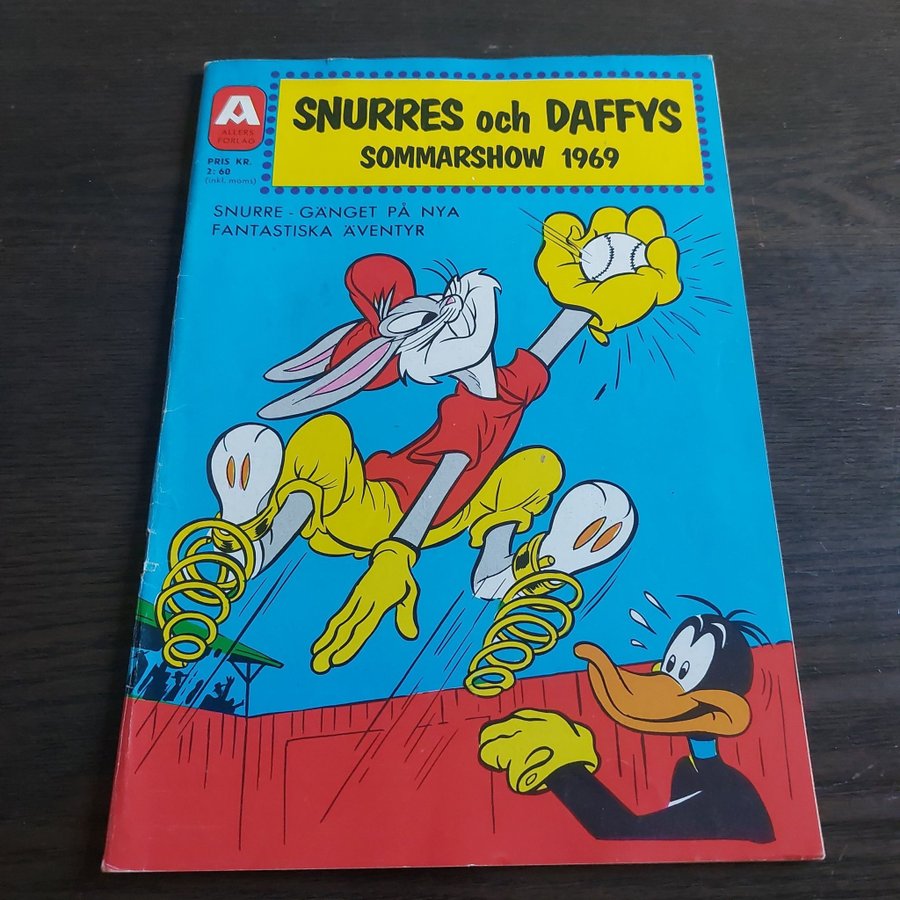 A
ALLERS
FÖRLAG
PRIS KR.
2:60
(inkl. moms)
SNURRES och DAFFYS
SOMMARSHOW 1969
SNURRE-GÄNGET PÅ NYA
FANTASTISKA ÄVENTYR